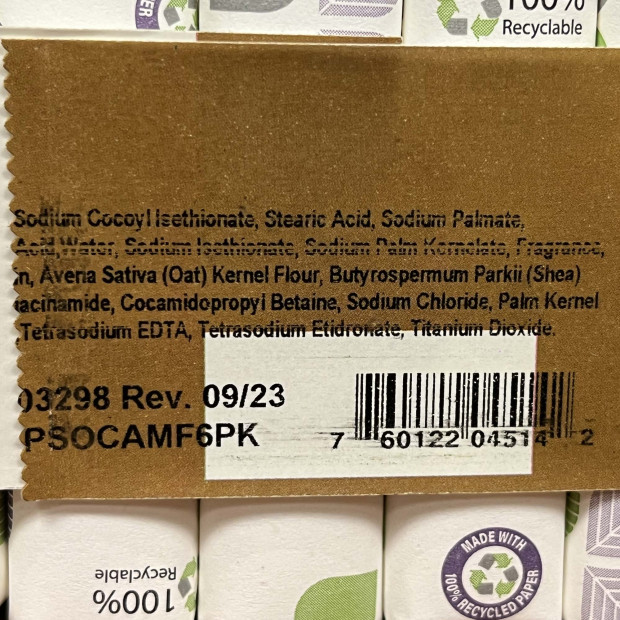 PAPER
100%
Recyclable
Sodium Cocoyl Isethionate, Stearic Acid, Sodium Palmate,
Acid, Water, Sodium Isethionate, Sodium Palm Kernelate, Fragrance,
n, Avena Sativa (Oat) Kernel Flour, Butyrospermum Parkii (Shea)
iacinamide, Cocamidopropyl Betaine, Sodium Chloride, Palm Kernel
, Tetrasodium EDTA, Tetrasodium Etidronate, Titanium Dioxide.
03298 Rev. 09/23
PSOCAMF6PK
7 60122 04514 2
100%
Recyclable
MADE WITH
100% RECYCLED PAPER